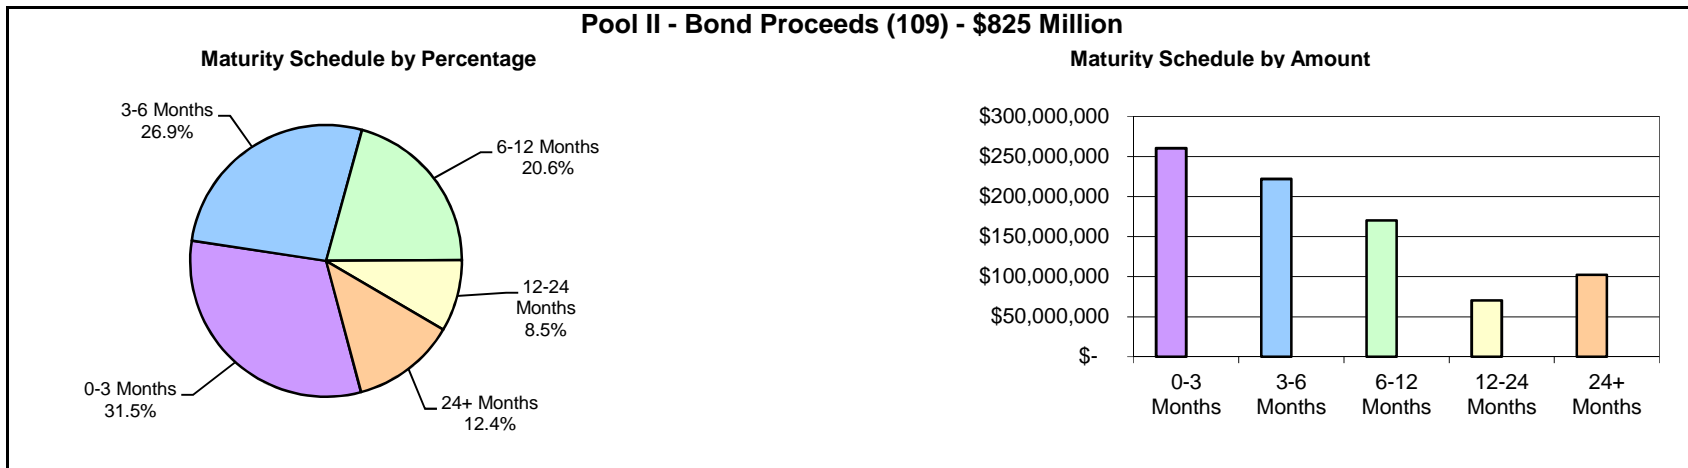 Pool II - Bond Proceeds (109) - $825 Million
Maturity Schedule by Percentage
3-6 Months
26.9%
6-12 Months
20.6%
12-24
Months
8.5%
24+ Months
12.4%
0-3 Months
31.5%
Maturity Schedule by Amount
$300,000,000
$250,000,000
$200,000,000
$150,000,000
$100,000,000
$50,000,000
$-
0-3
Months
3-6
Months
6-12
Months
12-24
Months
24+
Months